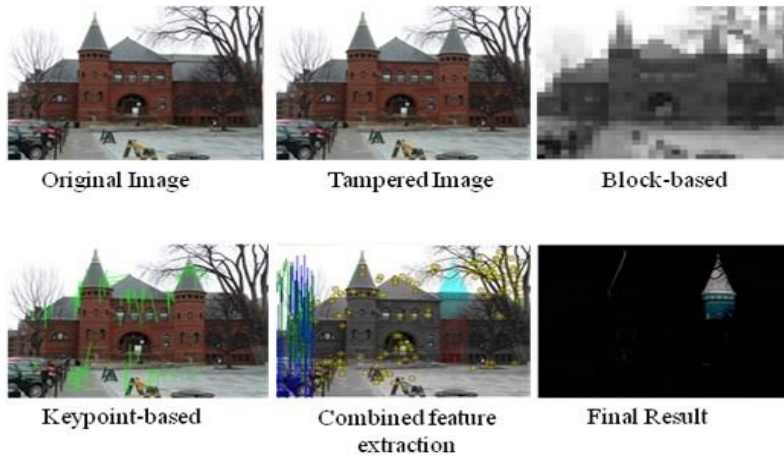 Original Image
Tampered Image
Block-based
Keypoint-based
Combined feature
extraction
Final Result